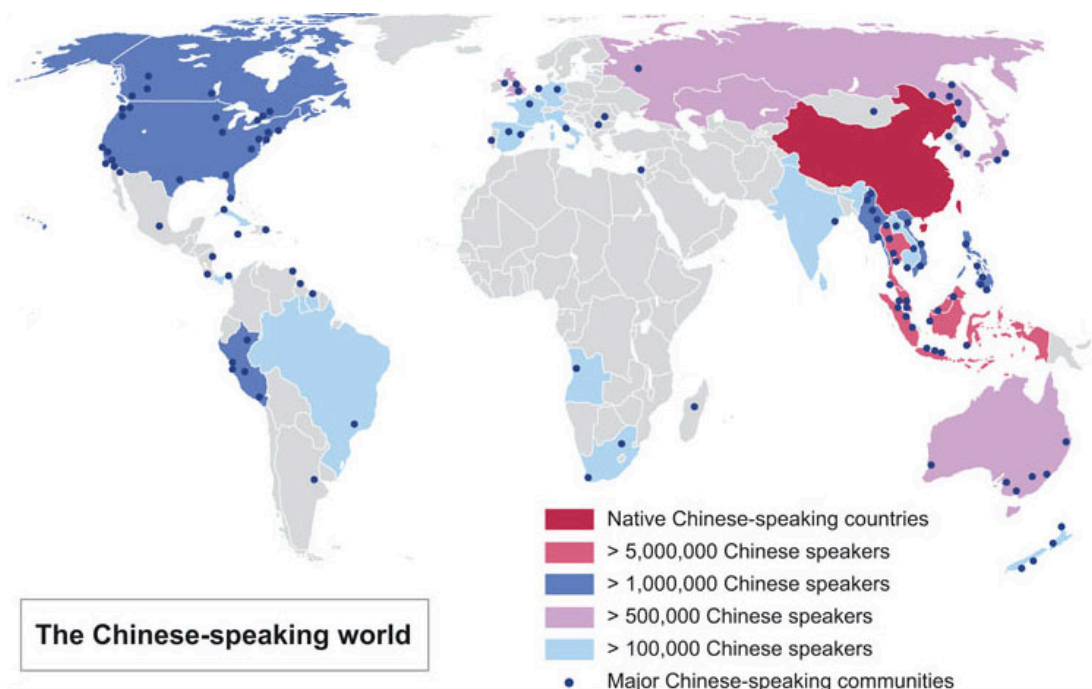 Native Chinese-speaking countries
> 5,000,000 Chinese speakers
> 1,000,000 Chinese speakers
> 500,000 Chinese speakers
> 100,000 Chinese speakers
Major Chinese-speaking communities
The Chinese-speaking world